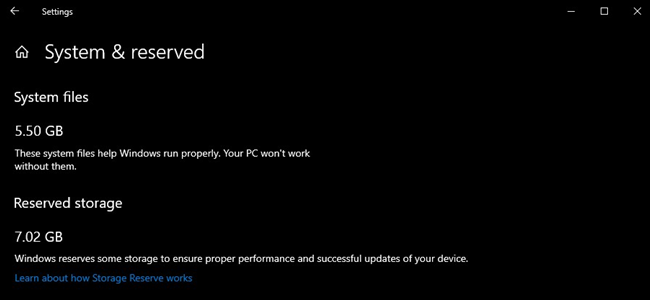 Settings
System & reserved
System files
5.50 GB
These system files help Windows run properly. Your PC won't work
without them.
Reserved storage
7.02 GB
Windows reserves some storage to ensure proper performance and successful updates of your device.
Learn about how Storage Reserve works